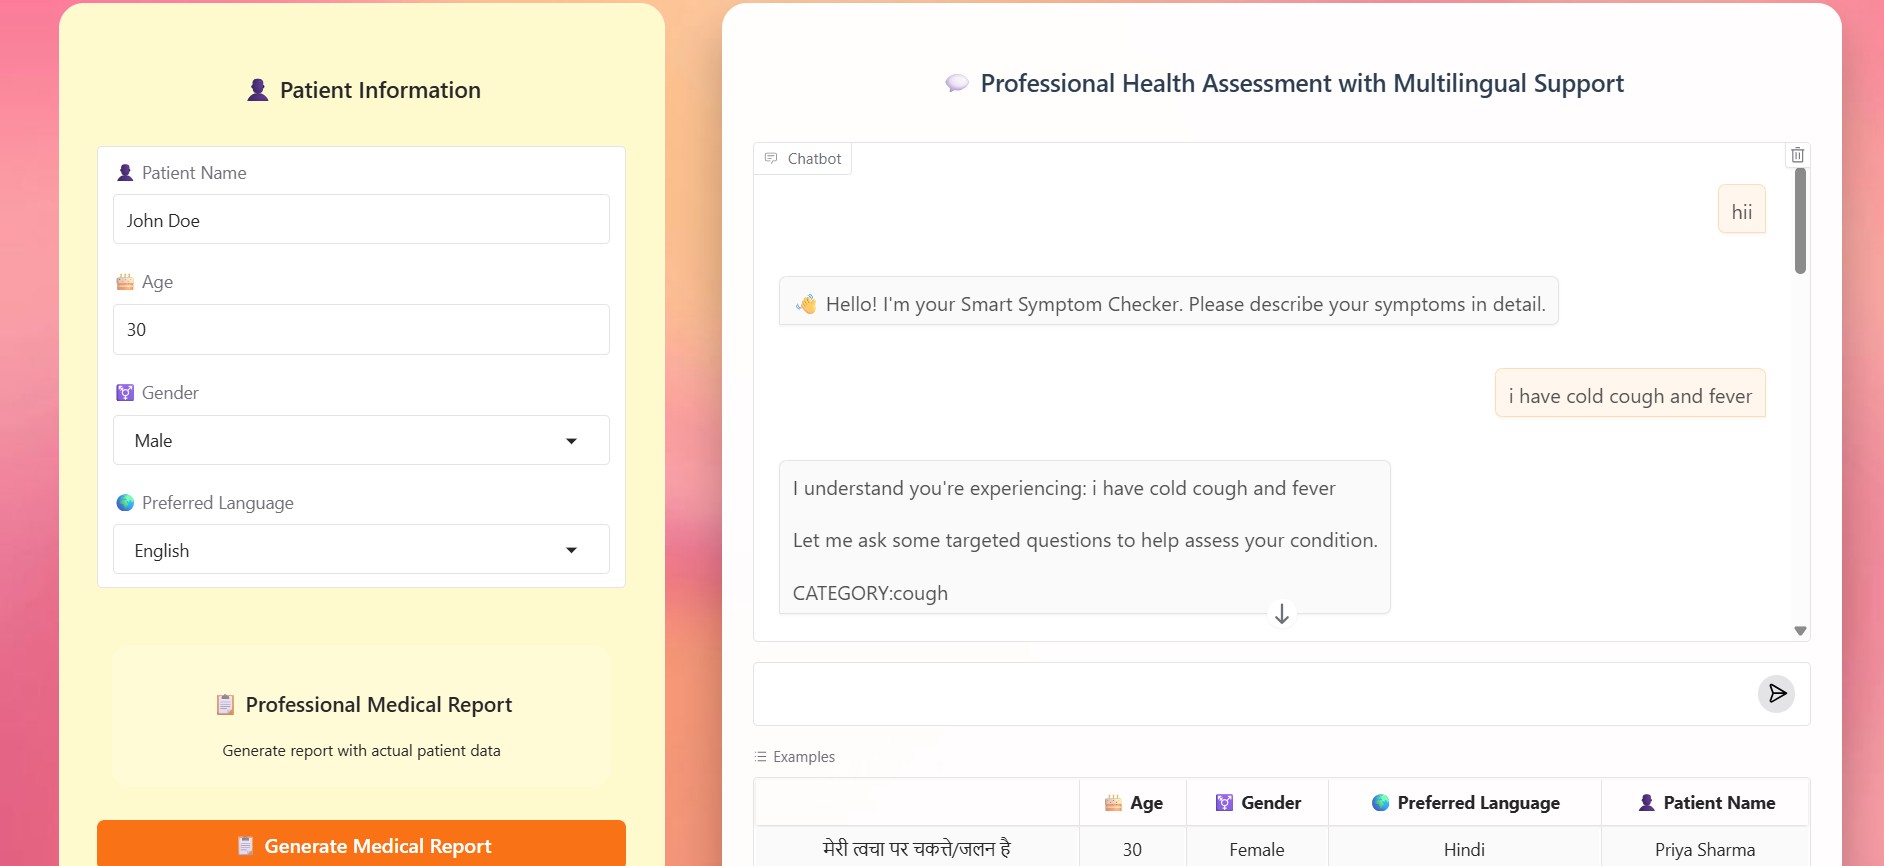 Patient Information
Patient Name
John Doe
Age
30
Gender
Male
Preferred Language
English
Professional Medical Report
Generate report with actual patient data
Generate Medical Report
Professional Health Assessment with Multilingual Support
Chatbot
hii
Hello! I'm your Smart Symptom Checker. Please describe your symptoms in detail.
i have cold cough and fever
I understand you're experiencing: i have cold cough and fever
Let me ask some targeted questions to help assess your condition.
CATEGORY:cough
Examples
Age Gender Preferred Language Patient Name
मेरी त्वचा पर चकत्ते/जलन है 30 Female Hindi Priya Sharma